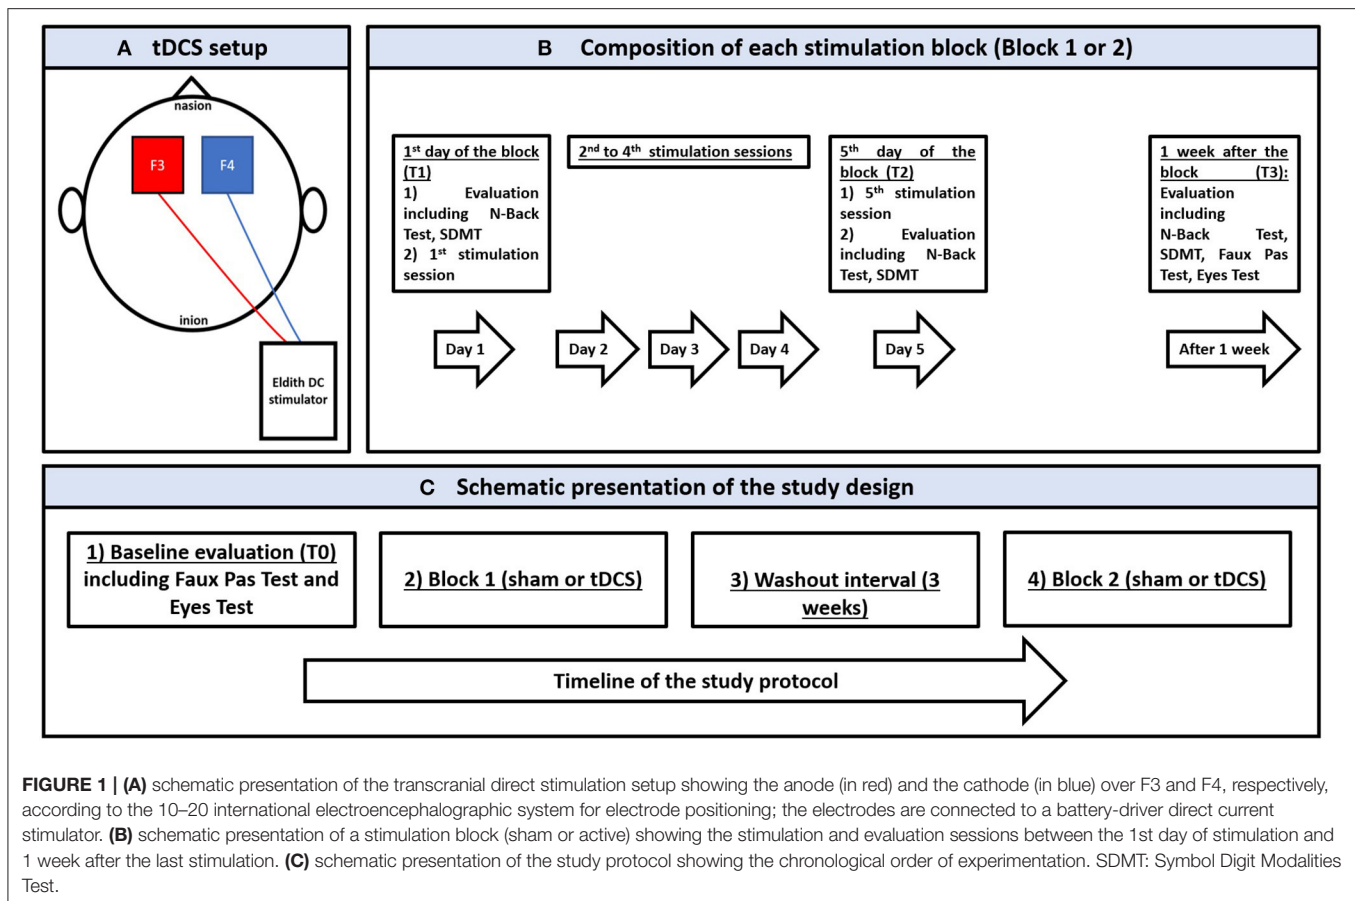 A tDCS setup
nasion
F3
F4
inion
Eldith DC
stimulator
B Composition of each stimulation block (Block 1 or 2)
1st day of the block
(T1)
1) Evaluation
including N-Back
Test, SDMT
2) 1st stimulation
session
2nd to 4th stimulation sessions
5th day of the
block (T2)
1) 5th stimulation
session
2) Evaluation
including N-Back
Test, SDMT
1 week after the
block (T3):
Evaluation
including
N-Back Test,
SDMT, Faux Pas
Test, Eyes Test
Day 1
Day 2
Day 3
Day 4
Day 5
After 1 week
C Schematic presentation of the study design
1) Baseline evaluation (T0)
including Faux Pas Test and
Eyes Test
2) Block 1 (sham or tDCS)
3) Washout interval (3
weeks)
4) Block 2 (sham or tDCS)
Timeline of the study protocol
FIGURE 1 | (A) schematic presentation of the transcranial direct stimulation setup showing the anode (in red) and the cathode (in blue) over F3 and F4, respectively,
according to the 10–20 international electroencephalographic system for electrode positioning; the electrodes are connected to a battery-driver direct current
stimulator. (B) schematic presentation of a stimulation block (sham or active) showing the stimulation and evaluation sessions between the 1st day of stimulation and
1 week after the last stimulation. (C) schematic presentation of the study protocol showing the chronological order of experimentation. SDMT: Symbol Digit Modalities
Test.